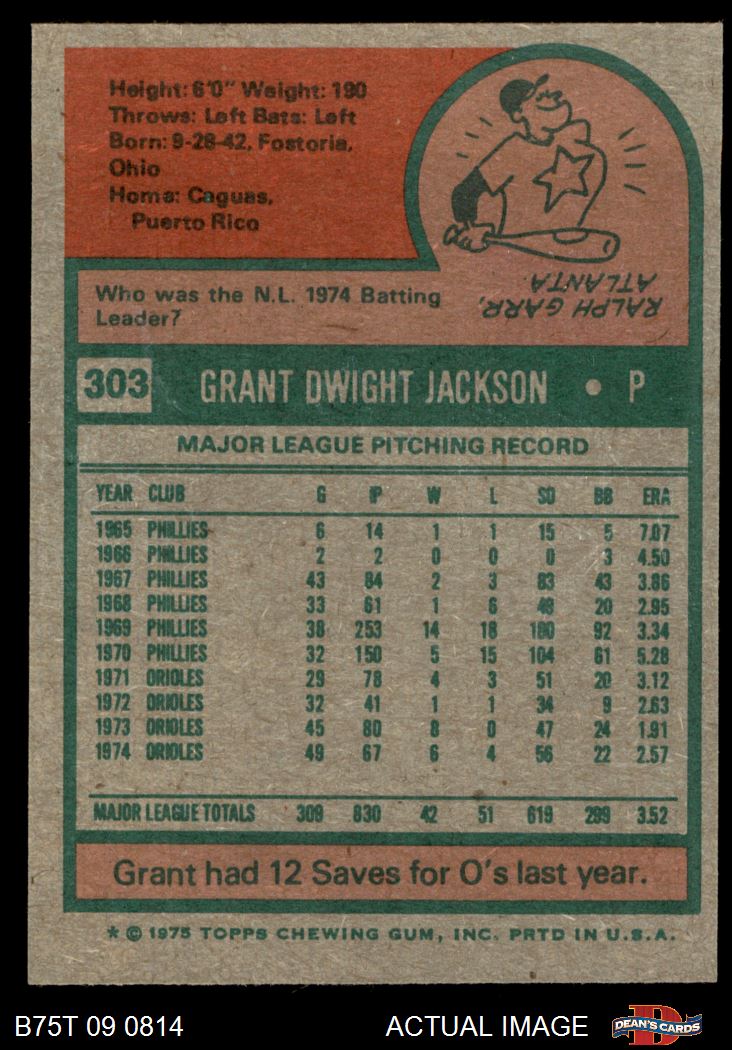 Height: 6'0" Weight: 190
Throws: Left Bats: Left
Born: 9-28-42, Fostoria,
Ohio
Home: Caguas,
Puerto Rico
Who was the N.L. 1974 Batting
Leader?
RALPH GARR,
ATLANTA.
303 GRANT DWIGHT JACKSON • P
MAJOR LEAGUE PITCHING RECORD
YEAR CLUB G IP W L SO BB ERA
1965 PHILLIES 6 14 1 1 15 5 7.07
1966 PHILLIES 2 2 0 0 0 3 4.50
1967 PHILLIES 43 84 2 3 83 43 3.86
1968 PHILLIES 33 61 1 6 49 20 2.95
1969 PHILLIES 38 253 14 18 180 92 3.34
1970 PHILLIES 32 150 5 15 104 61 5.28
1971 ORIOLES 29 78 4 3 51 20 3.12
1972 ORIOLES 32 41 1 1 34 9 2.63
1973 ORIOLES 45 80 8 0 47 24 1.91
1974 ORIOLES 49 67 6 4 56 22 2.57
MAJOR LEAGUE TOTALS 309 830 42 51 619 299 3.52
Grant had 12 Saves for O's last year.
* © 1975 TOPPS CHEWING GUM, INC. PRTD IN U.S.A.
B75T 09 0814 ACTUAL IMAGE DEAN'S CARDS